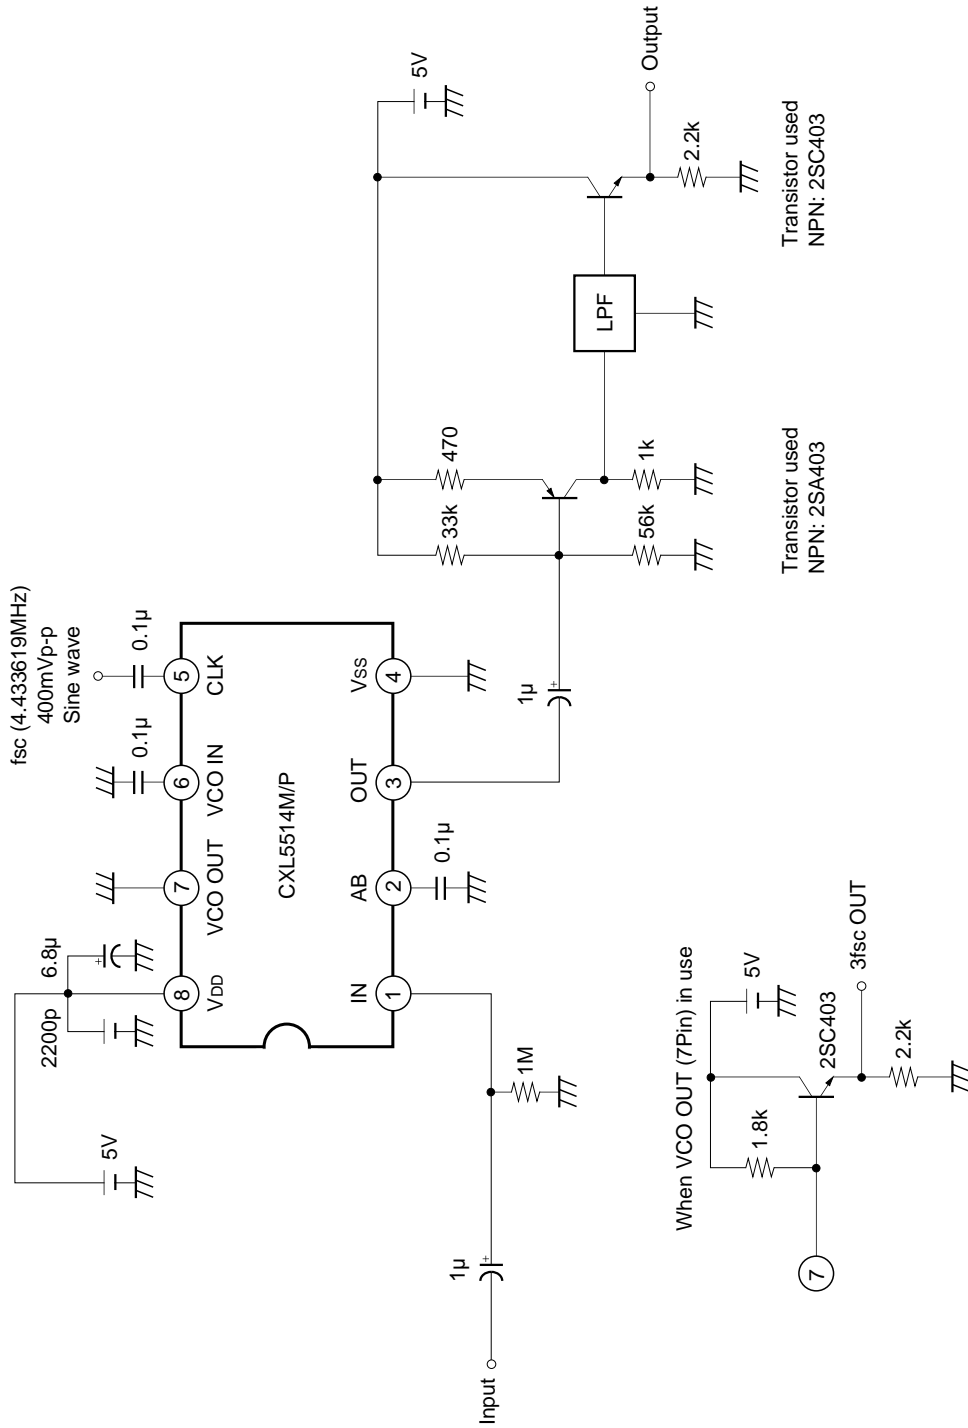 fsc (4.433619MHz)
400mVp-p
Sine wave
5V
2200p
6.8µ
0.1µ
0.1µ
8
7
6
5
VDD
VCO OUT
VCO IN
CLK
CXL5514M/P
IN
AB
OUT
VSS
1
2
3
4
Input
1µ
1M
0.1µ
1µ
33k
470
56k
1k
5V
LPF
Output
2.2k
Transistor used
NPN: 2SA403
Transistor used
NPN: 2SC403
When VCO OUT (7Pin) in use
5V
1.8k
2SC403
7
3fsc OUT
2.2k